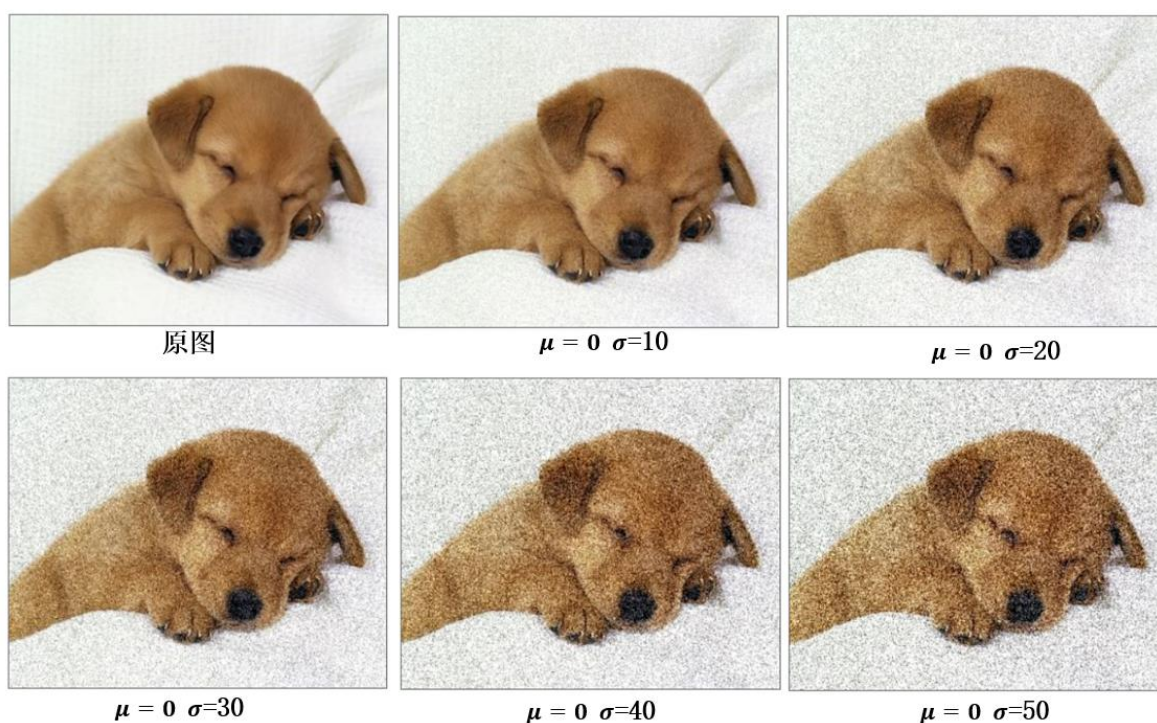 原图
μ = 0 σ=10
μ = 0 σ=20
μ = 0 σ=30
μ = 0 σ=40
μ = 0 σ=50